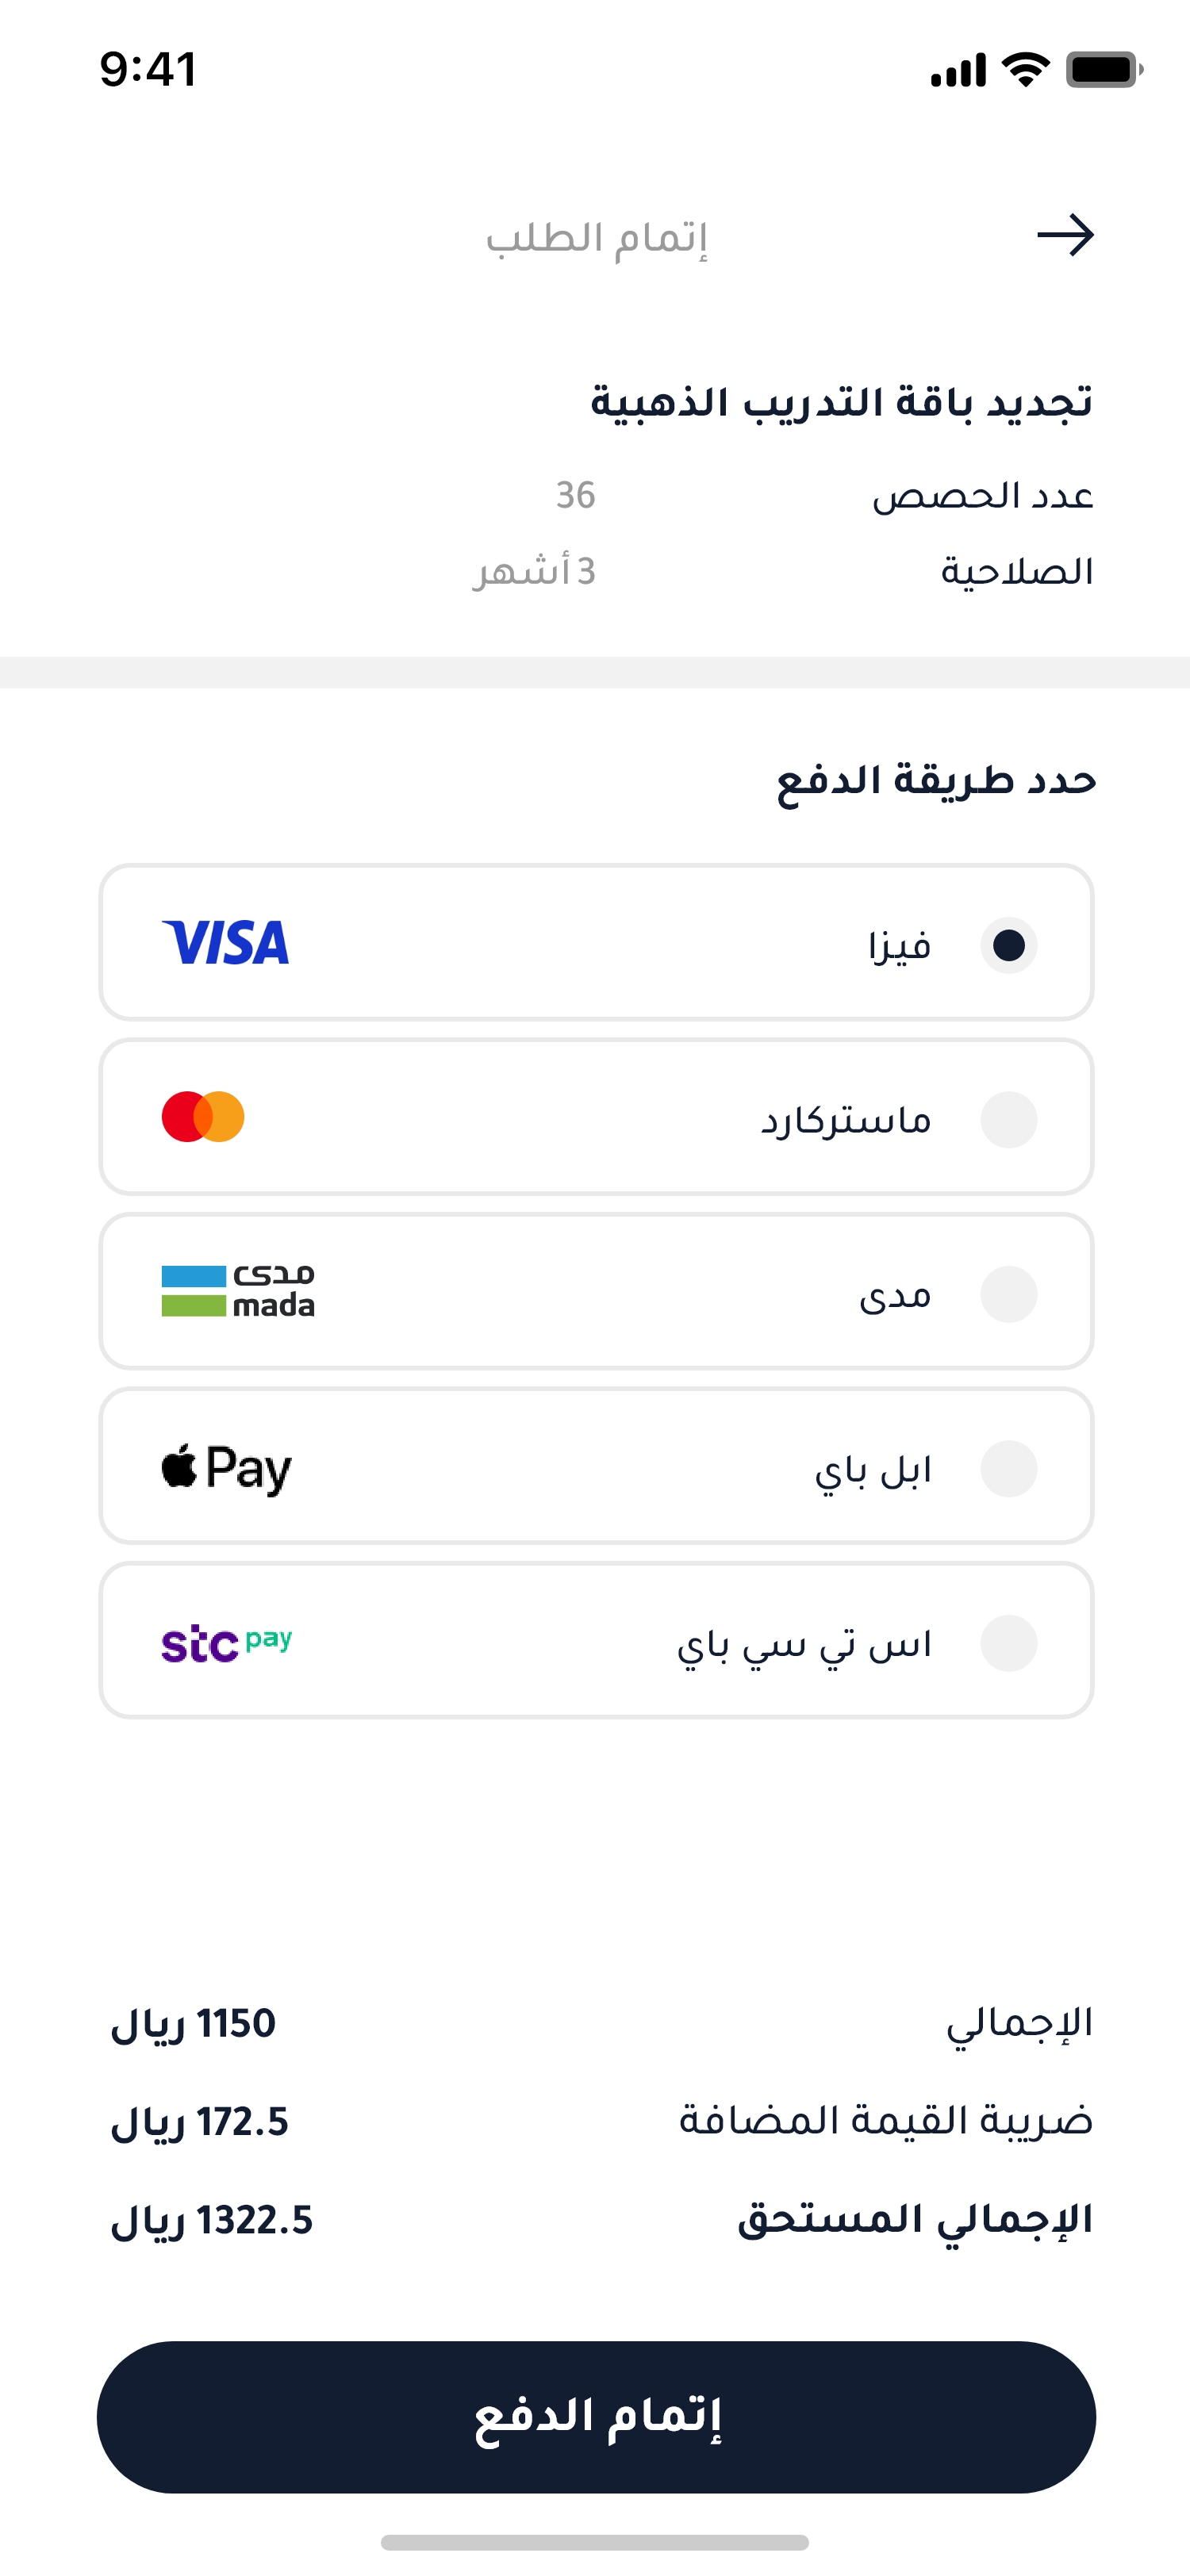 9:41
إتمام الطلب
تجديد باقة التدريب الذهبية
عدد الحصص 36
الصلاحية 3 أشهر
حدد طريقة الدفع
فيزا VISA
ماستركارد
مدى مدى mada
ابل باي Pay
اس تي سي باي stc pay
الإجمالي 1150 ريال
ضريبة القيمة المضافة 172.5 ريال
الإجمالي المستحق 1322.5 ريال
إتمام الدفع